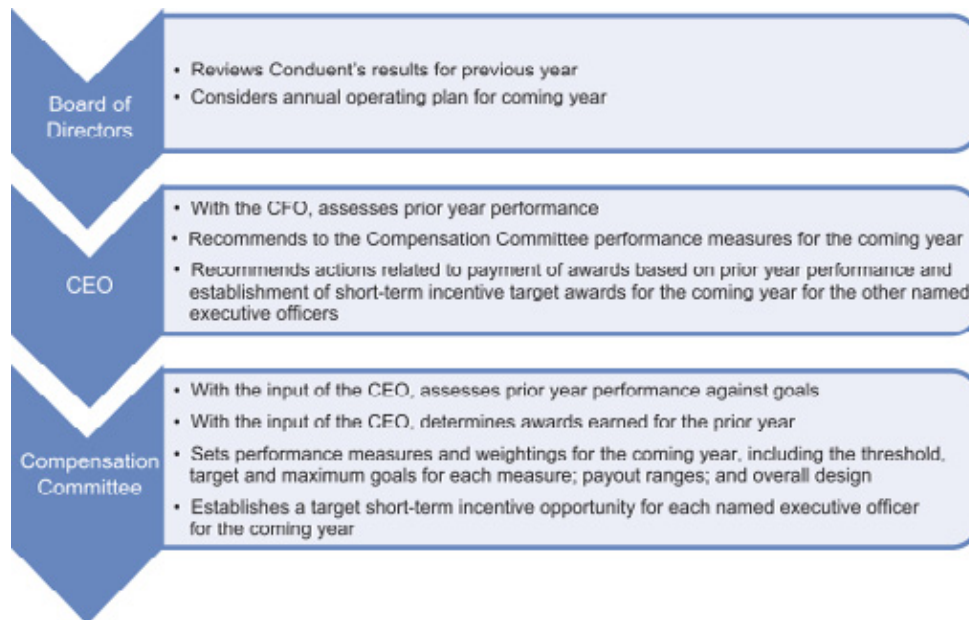 Board of
Directors
• Reviews Conduent's results for previous year
• Considers annual operating plan for coming year
CEO
• With the CFO, assesses prior year performance
• Recommends to the Compensation Committee performance measures for the coming year
• Recommends actions related to payment of awards based on prior year performance and
establishment of short-term incentive target awards for the coming year for the other named
executive officers
Compensation
Committee
• With the input of the CEO, assesses prior year performance against goals
• With the input of the CEO, determines awards earned for the prior year
• Sets performance measures and weightings for the coming year, including the threshold,
target and maximum goals for each measure; payout ranges; and overall design
• Establishes a target short-term incentive opportunity for each named executive officer
for the coming year